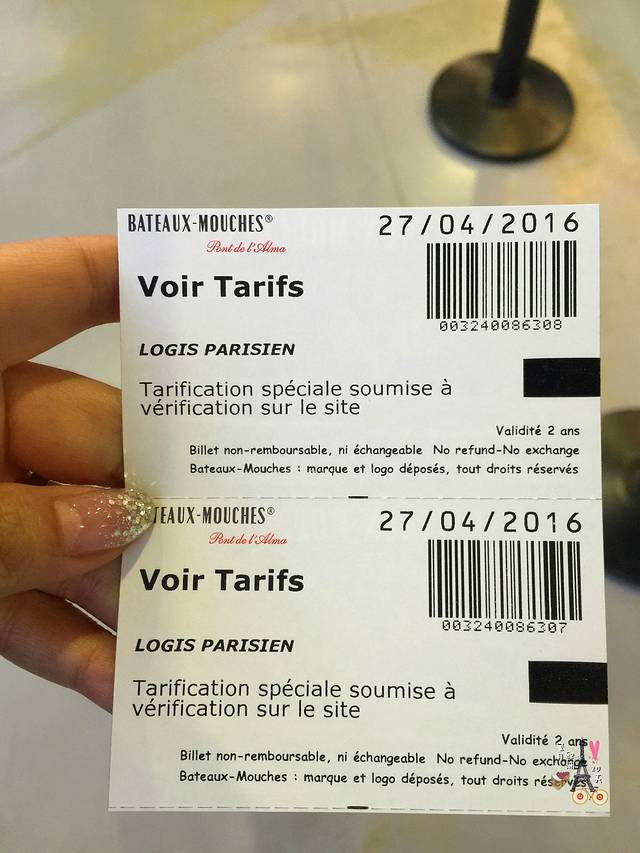 BATEAUX-MOUCHES® 27/04/2016
Pont de l'Alma
Voir Tarifs
003240086308
LOGIS PARISIEN
Tarification spéciale soumise à
vérification sur le site
Validité 2 ans
Billet non-remboursable, ni échangeable No refund-No exchange
Bateaux-Mouches : marque et logo déposés, tout droits réservés
TEAUX-MOUCHES® 27/04/2016
Pont de l'Alma
Voir Tarifs
003240086307
LOGIS PARISIEN
Tarification spéciale soumise à
vérification sur le site
Validité 2 ans
Billet non-remboursable, ni échangeable No refund-No exchange
Bateaux-Mouches : marque et logo déposés, tout droits réservés